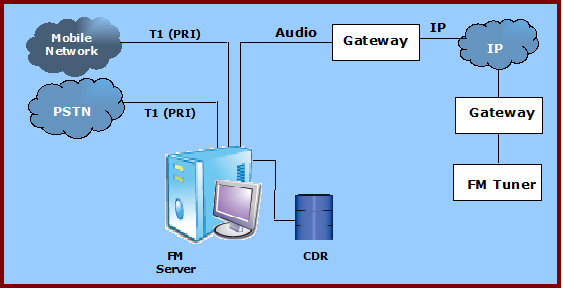 Mobile
Network
T1 (PRI)
Audio
Gateway
IP
IP
PSTN
T1 (PRI)
Gateway
FM Tuner
FM
Server
CDR